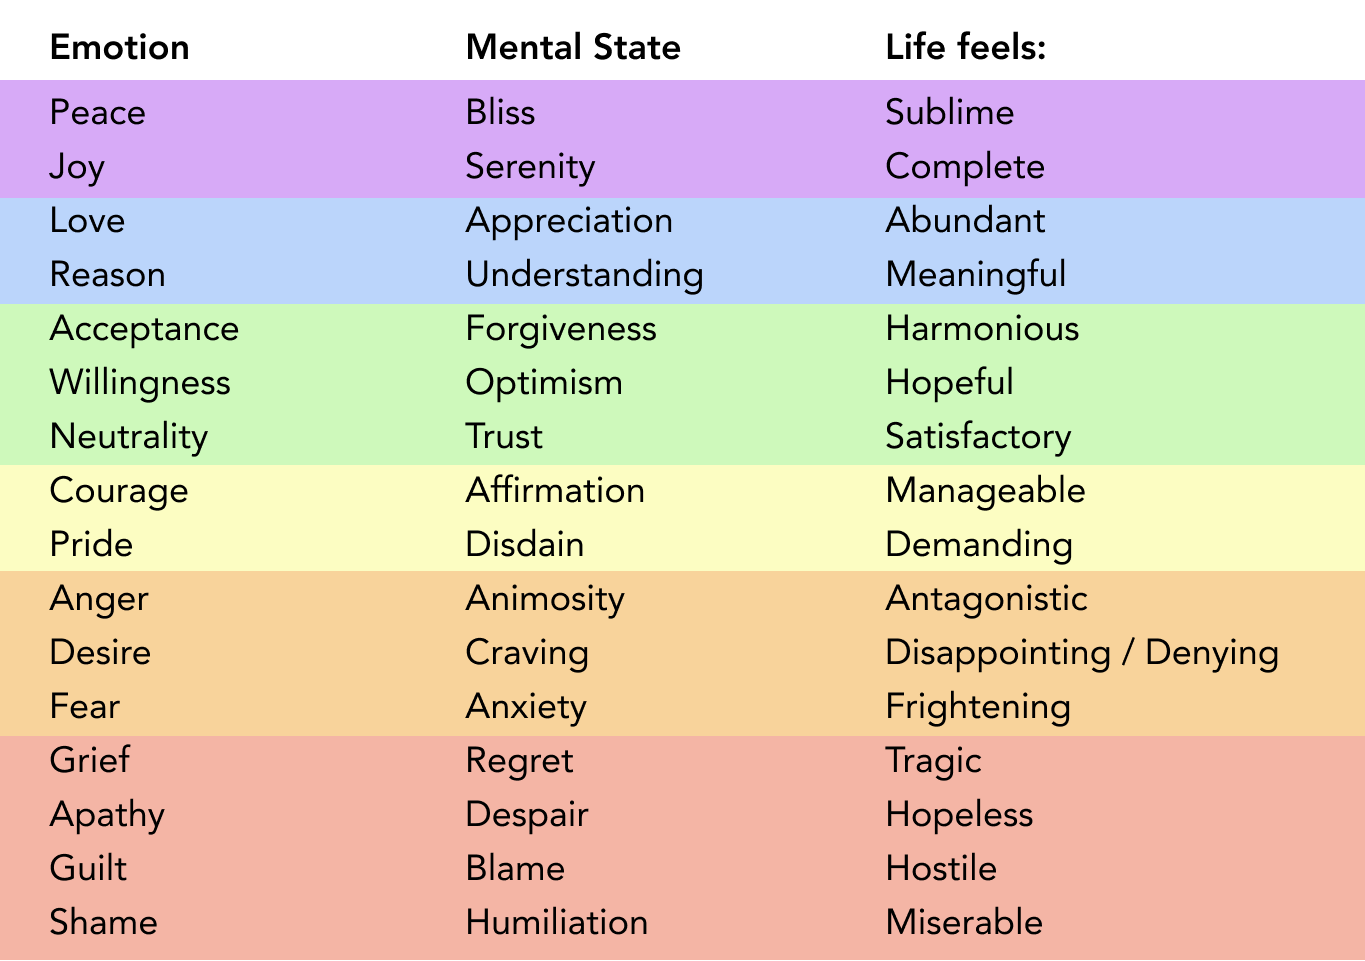 Emotion Mental State Life feels:
Peace Bliss Sublime
Joy Serenity Complete
Love Appreciation Abundant
Reason Understanding Meaningful
Acceptance Forgiveness Harmonious
Willingness Optimism Hopeful
Neutrality Trust Satisfactory
Courage Affirmation Manageable
Pride Disdain Demanding
Anger Animosity Antagonistic
Desire Craving Disappointing / Denying
Fear Anxiety Frightening
Grief Regret Tragic
Apathy Despair Hopeless
Guilt Blame Hostile
Shame Humiliation Miserable